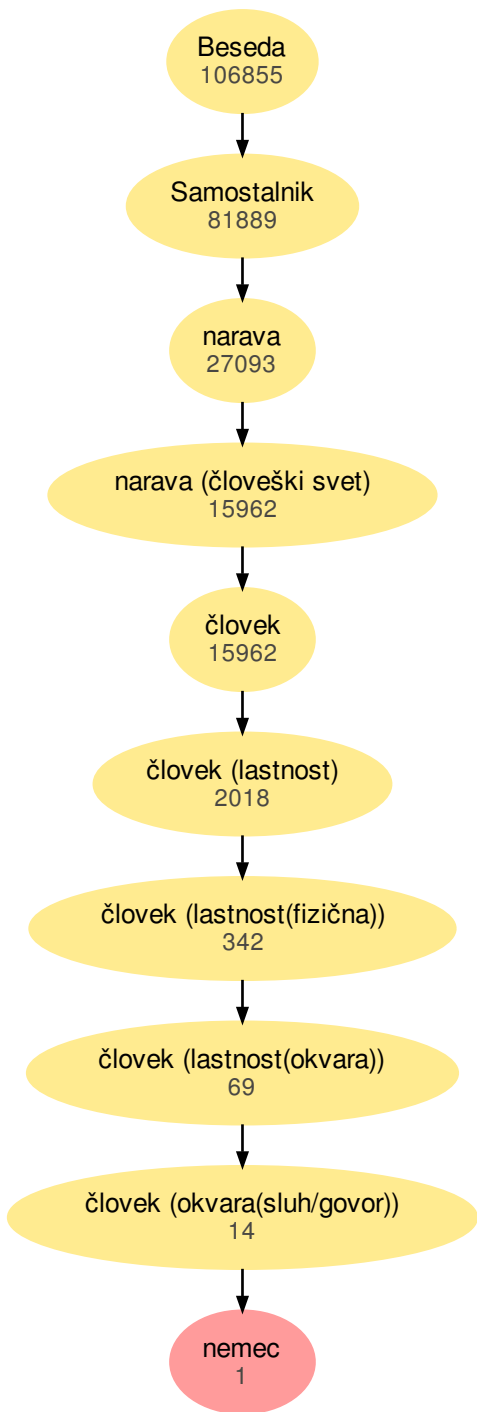 Beseda
106855
Samostalnik
81889
narava
27093
narava (človeški svet)
15962
človek
15962
človek (lastnost)
2018
človek (lastnost(fizična))
342
človek (lastnost(okvara))
69
človek (okvara(sluh/govor))
14
nemec
1